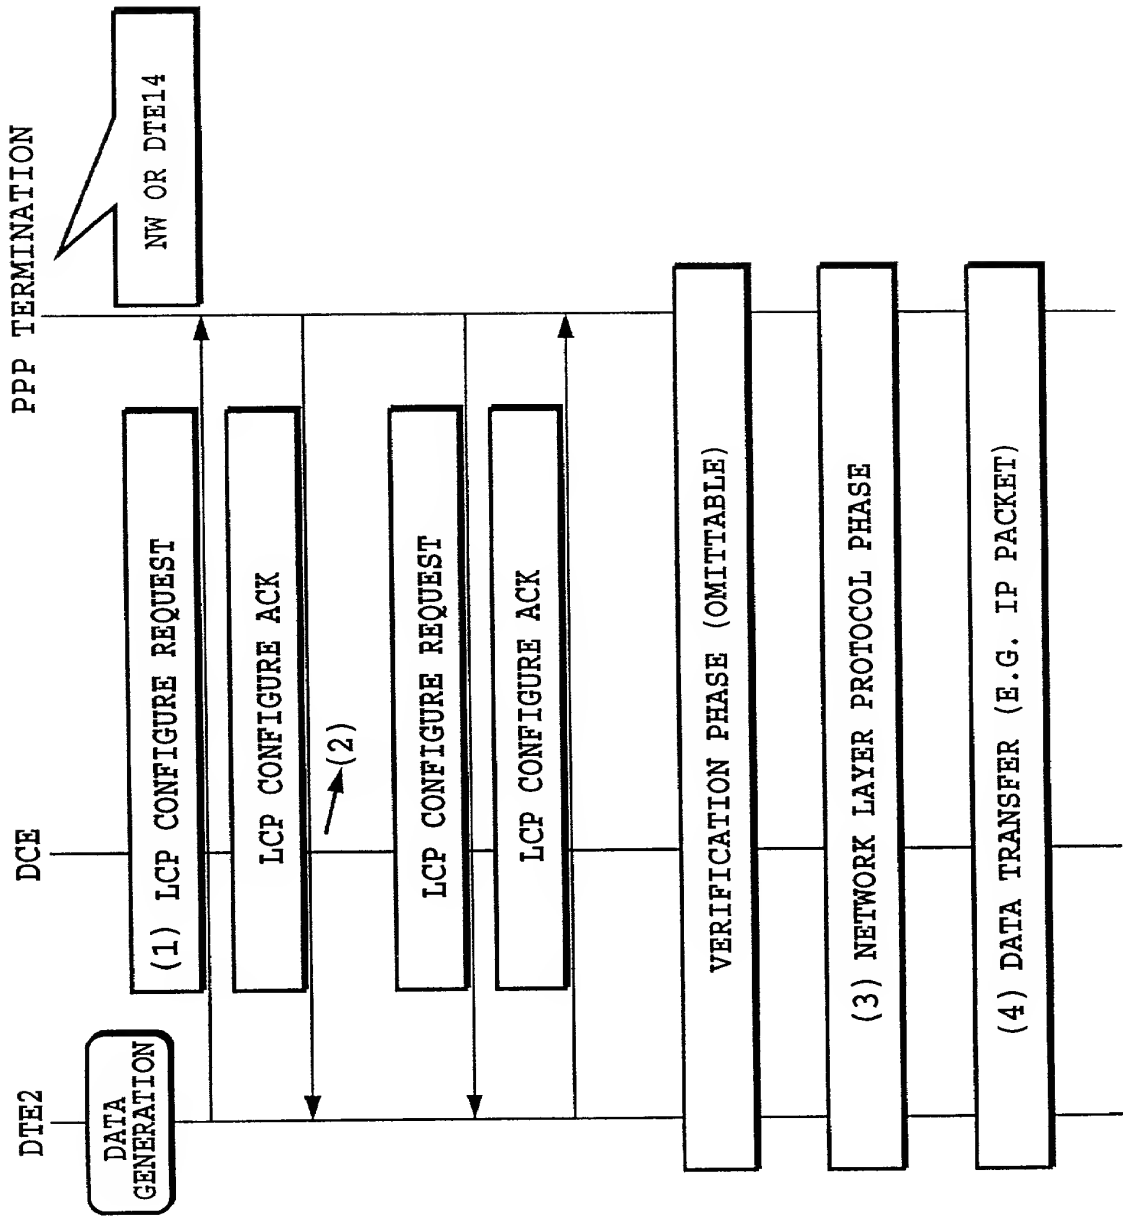 DTE2
DCE
PPP TERMINATION
NW OR DTE14
DATA
GENERATION
(1) LCP CONFIGURE REQUEST
LCP CONFIGURE ACK
(2)
LCP CONFIGURE REQUEST
LCP CONFIGURE ACK
VERIFICATION PHASE (OMITTABLE)
(3) NETWORK LAYER PROTOCOL PHASE
(4) DATA TRANSFER (E.G. IP PACKET)